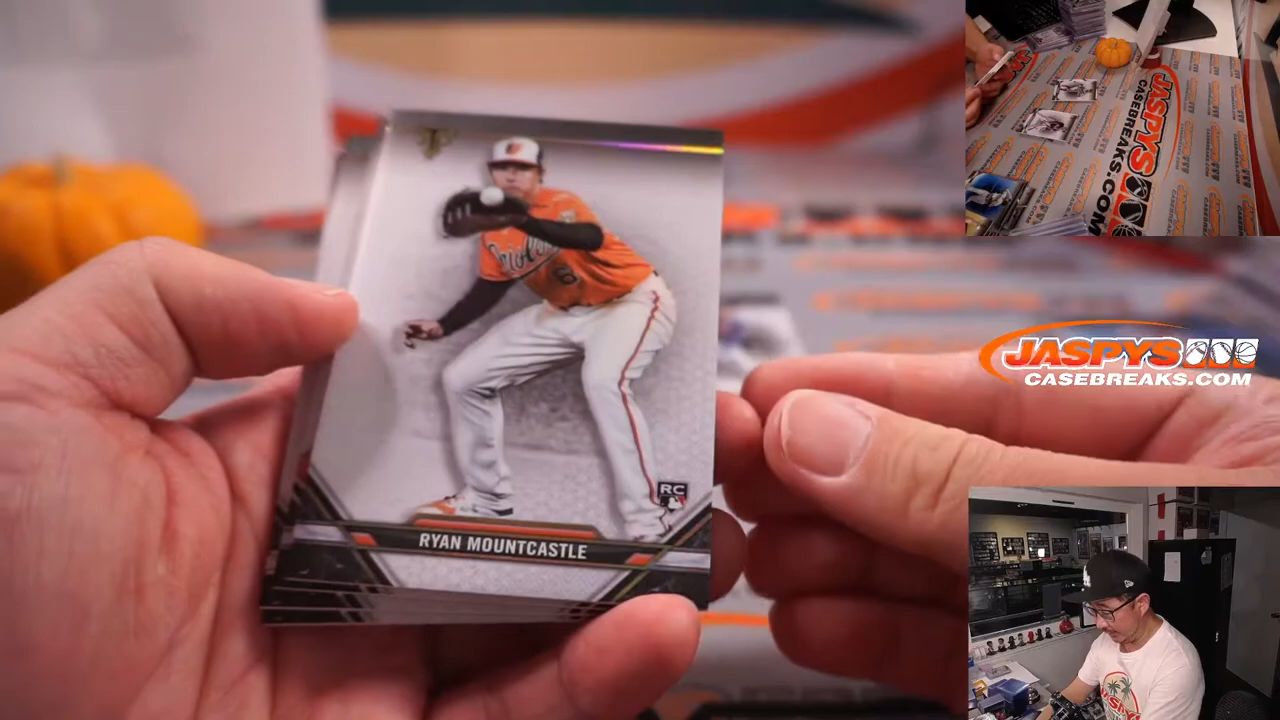 Orioles
RC
RYAN MOUNTCASTLE
JASPYS
CASEBREAKS.COM
JASPYS
CASEBREAKS.COM